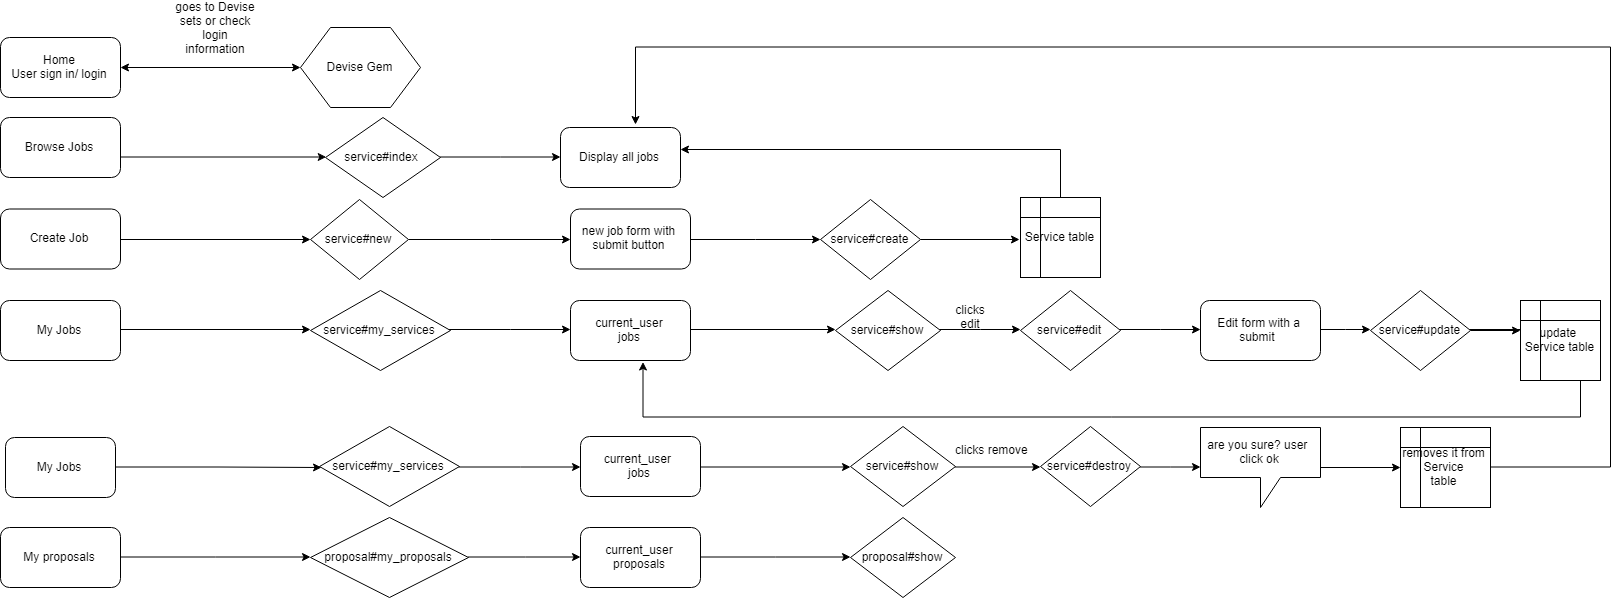 goes to Devise
sets or check
login
information
Home
User sign in/ login
Devise Gem
Browse Jobs
service#index
Display all jobs
Create Job
service#new
new job form with
submit button
service#create
Service table
My Jobs
service#my_services
current_user
jobs
service#show
clicks
edit
service#edit
Edit form with a
submit
service#update
update
Service table
My Jobs
service#my_services
current_user
jobs
service#show
clicks remove
service#destroy
are you sure? user
click ok
removes it from
Service
table
My proposals
proposal#my_proposals
current_user
proposals
proposal#show